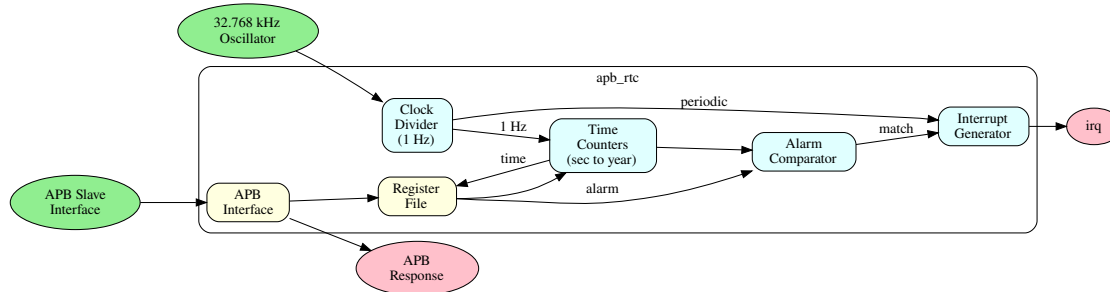 32.768 kHz
Oscillator
apb_rtc
Clock
Divider
(1 Hz)
periodic
1 Hz
Time
Counters
(sec to year)
time
Alarm
Comparator
match
Interrupt
Generator
irq
APB Slave
Interface
APB
Interface
Register
File
alarm
APB
Response